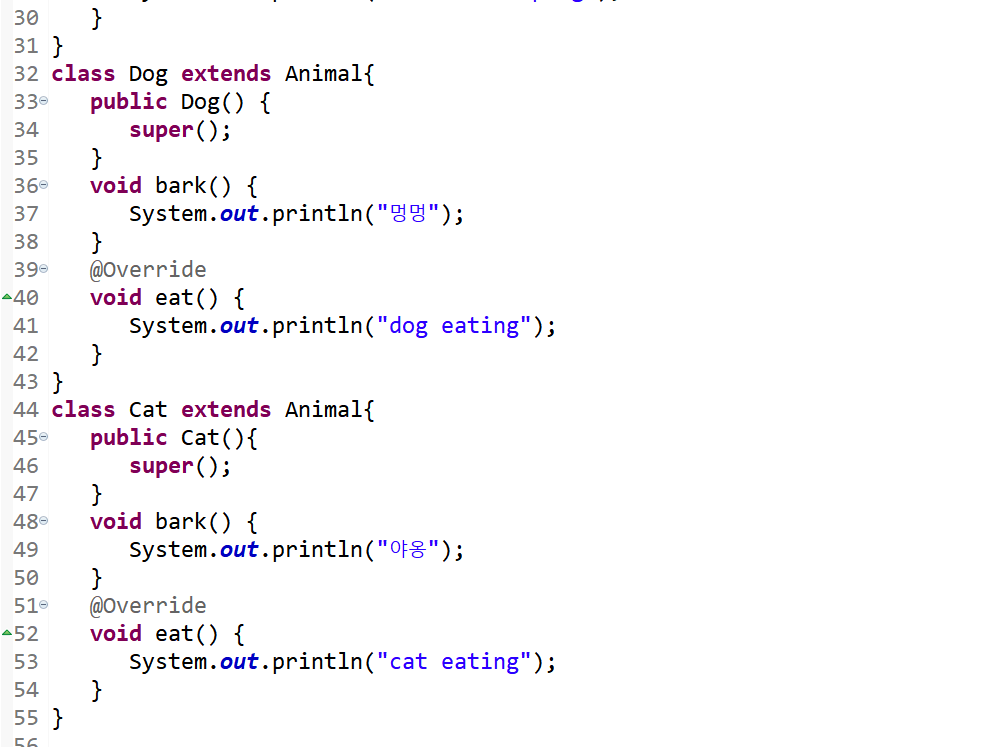 30 }
31 }
32 class Dog extends Animal{
33 public Dog() {
34 super();
35 }
36 void bark() {
37 System.out.println("멍멍");
38 }
39 @Override
40 void eat() {
41 System.out.println("dog eating");
42 }
43 }
44 class Cat extends Animal{
45 public Cat(){
46 super();
47 }
48 void bark() {
49 System.out.println("야옹");
50 }
51 @Override
52 void eat() {
53 System.out.println("cat eating");
54 }
55 }
56